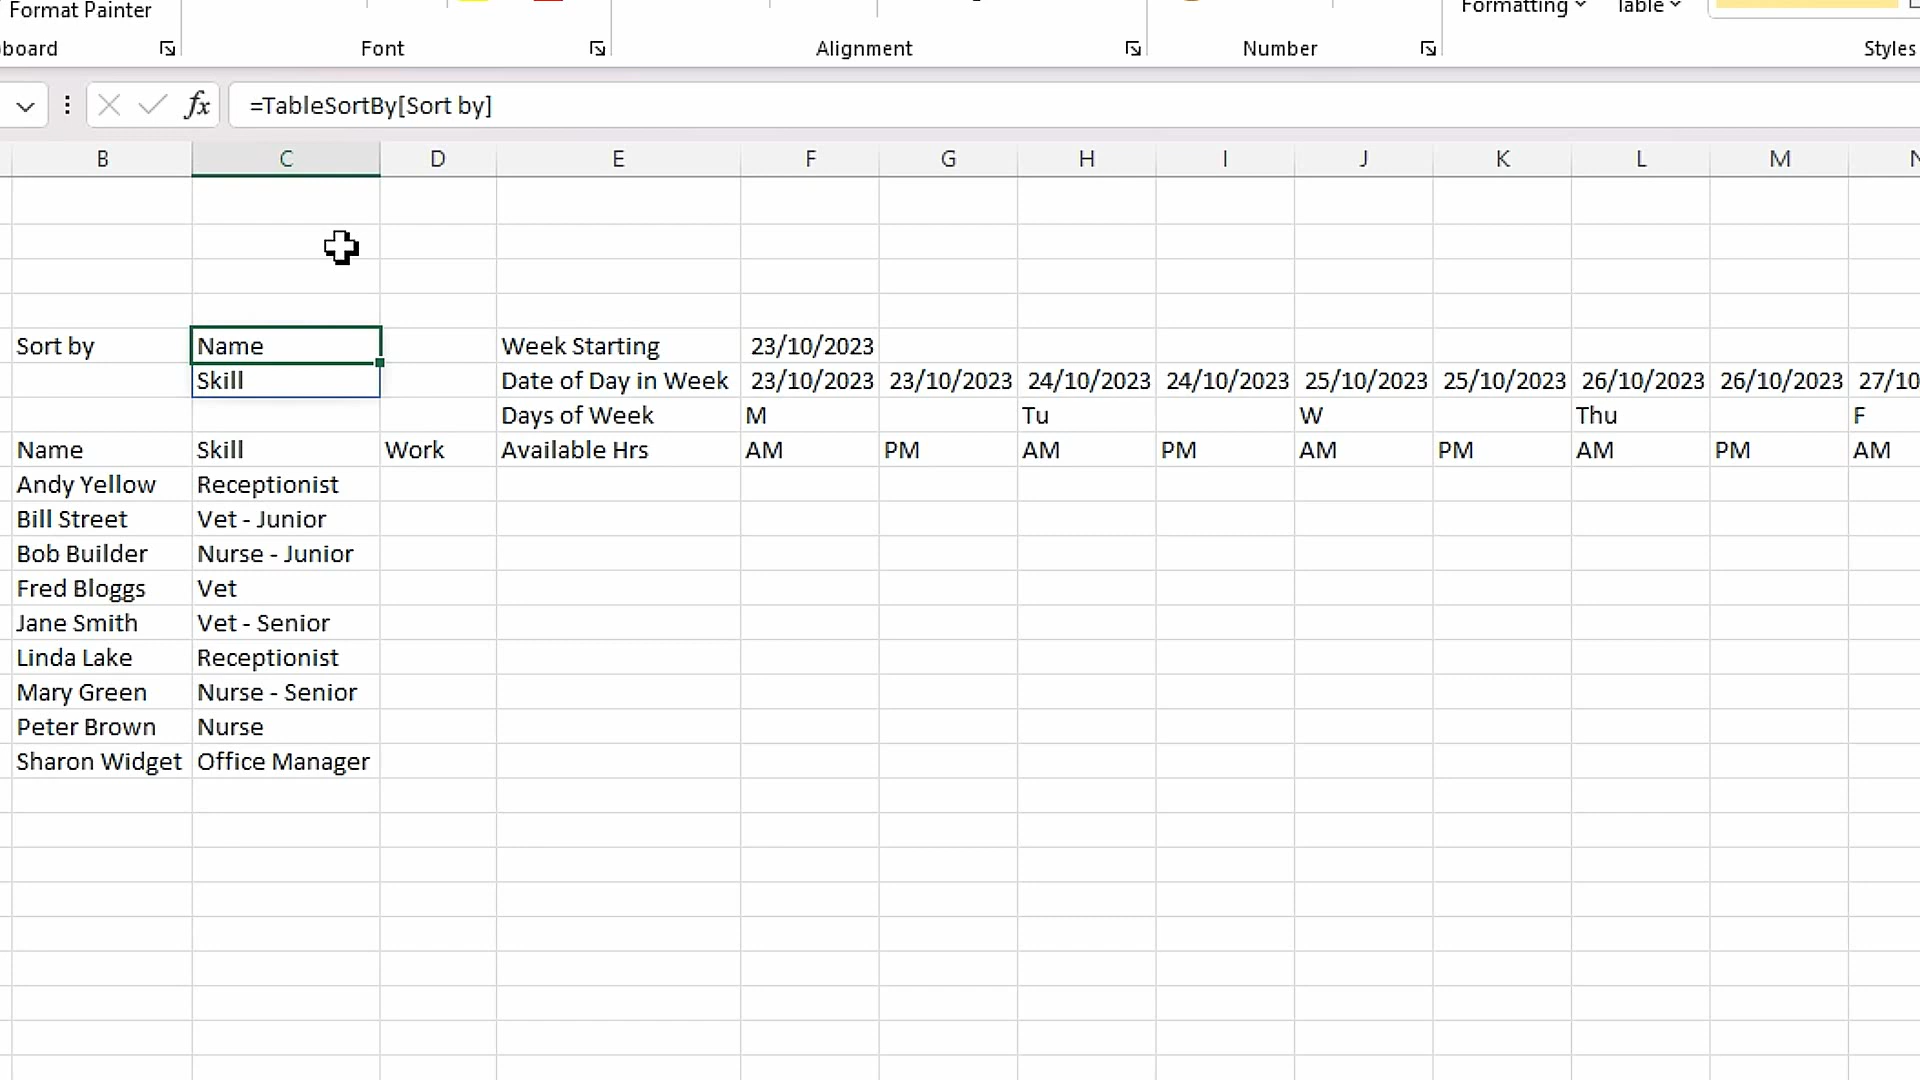 Format Painter
Formatting
Table
board
Font
Alignment
Number
Styles
fx
=TableSortBy[Sort by]
B C D E F G H I J K L M N
Sort by Name Week Starting 23/10/2023
Skill Date of Day in Week 23/10/2023 23/10/2023 24/10/2023 24/10/2023 25/10/2023 25/10/2023 26/10/2023 26/10/2023 27/10
Days of Week M Tu W Thu F
Name Skill Work Available Hrs AM PM AM PM AM PM AM PM AM
Andy Yellow Receptionist
Bill Street Vet - Junior
Bob Builder Nurse - Junior
Fred Bloggs Vet
Jane Smith Vet - Senior
Linda Lake Receptionist
Mary Green Nurse - Senior
Peter Brown Nurse
Sharon Widget Office Manager